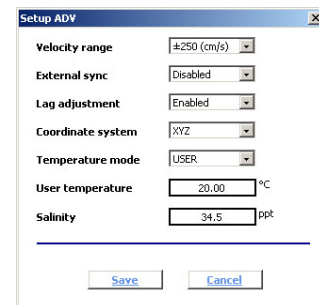 Setup ADV
Velocity range ±250 (cm/s)
External sync Disabled
Lag adjustment Enabled
Coordinate system XYZ
Temperature mode USER
User temperature 20.00 °C
Salinity 34.5 ppt
Save Cancel